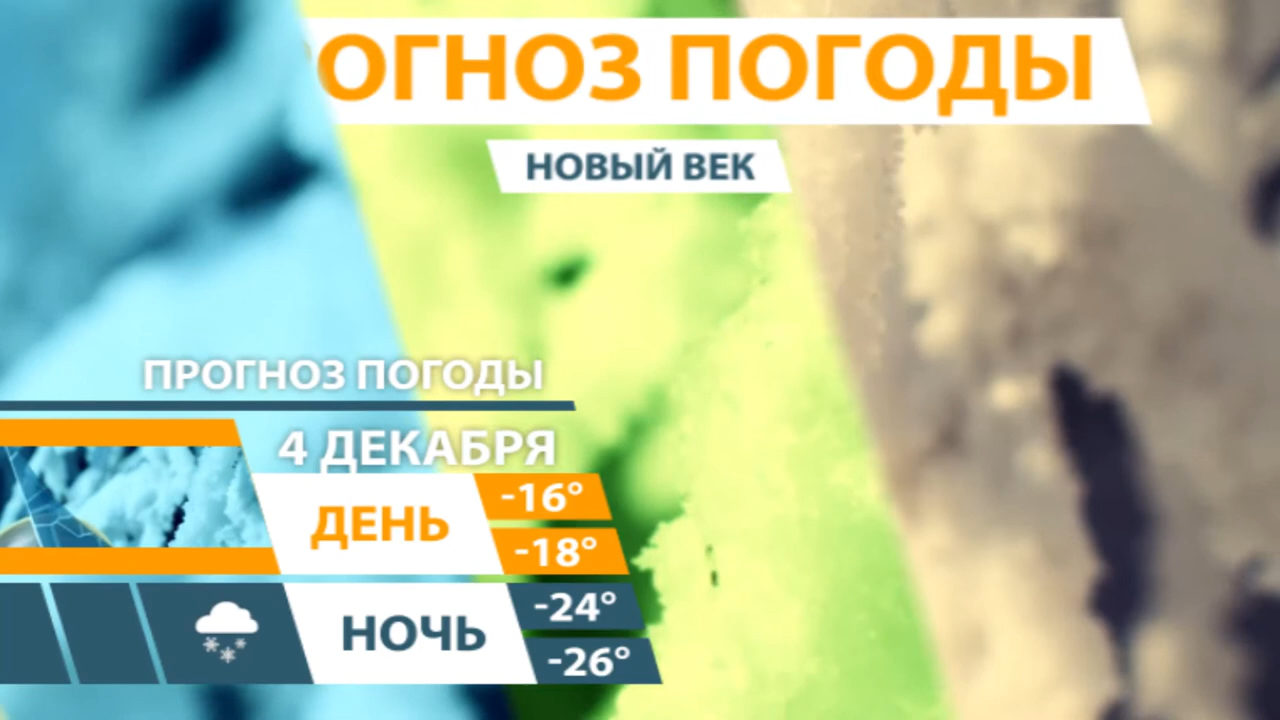 ОГНОЗ ПОГОДЫ
НОВЫЙ ВЕК
ПРОГНОЗ ПОГОДЫ
4 ДЕКАБРЯ
ДЕНЬ
-16°
-18°
НОЧЬ
-24°
-26°